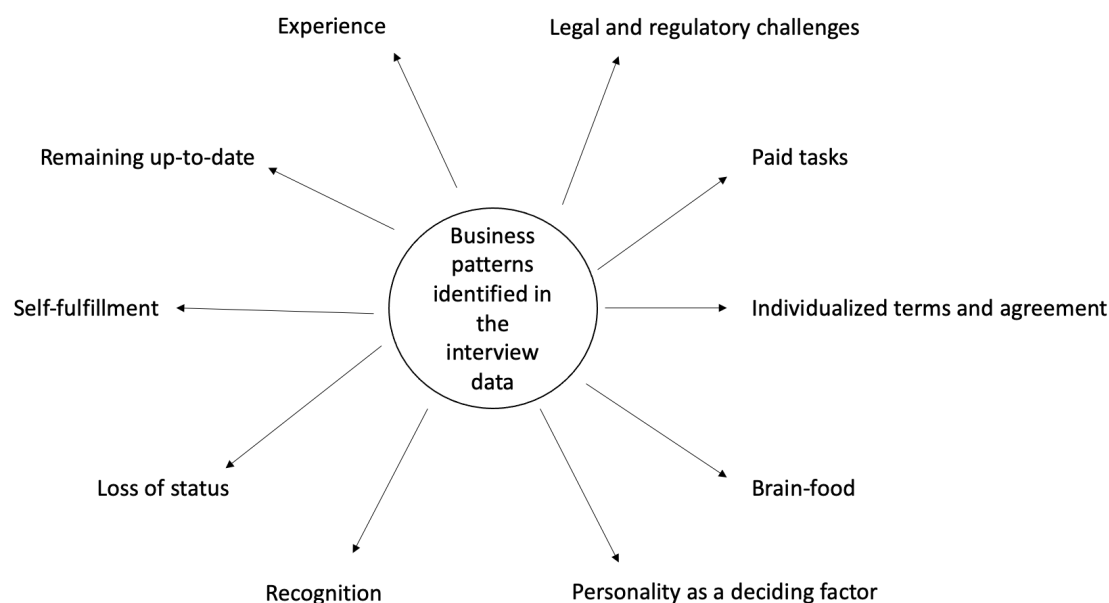 Experience
Legal and regulatory challenges
Remaining up-to-date
Paid tasks
Business
patterns
identified in
the
interview
data
Self-fulfillment
Individualized terms and agreement
Loss of status
Brain-food
Recognition
Personality as a deciding factor